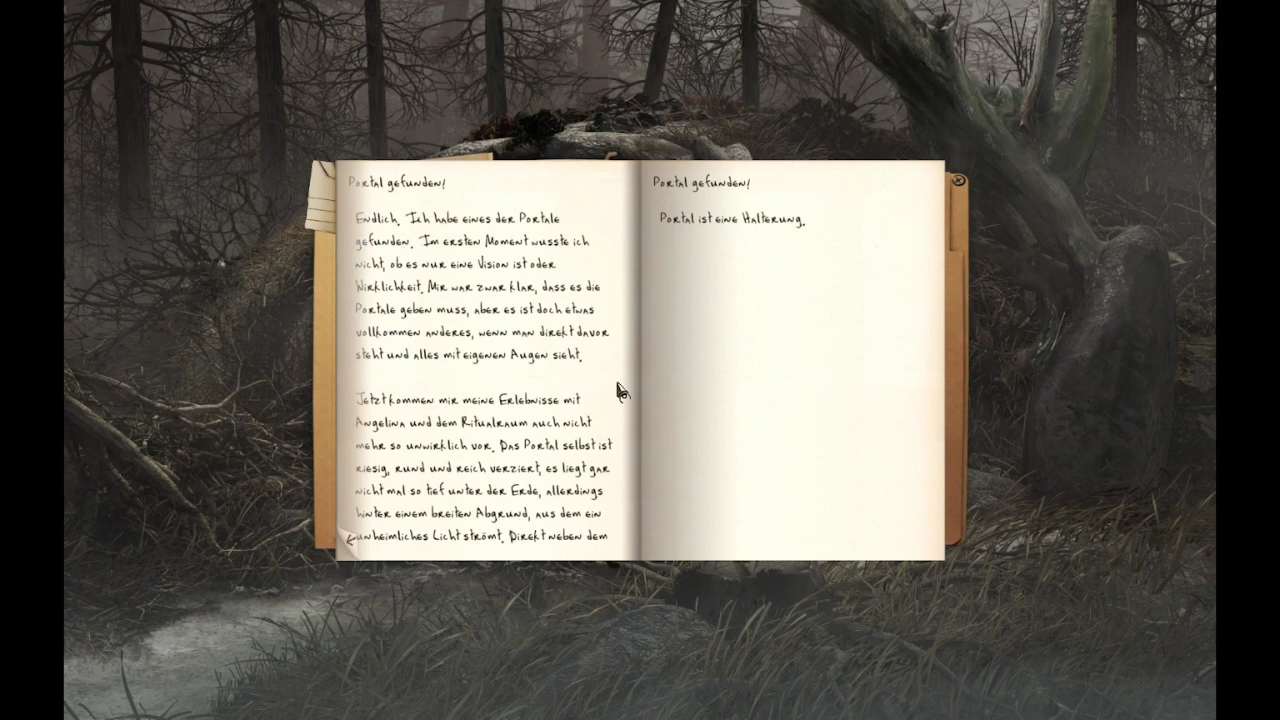 Portal gefunden!
Endlich. Ich habe eines der Portale
gefunden. Im ersten Moment wusste ich
nicht, ob es nur eine Vision ist oder
Wirklichkeit. Mir war zwar klar, dass es die
Portale geben muss, aber es ist doch etwas
vollkommen anderes, wenn man direkt davor
steht und alles mit eigenen Augen sieht.
Jetzt kommen mir meine Erlebnisse mit
Angelina und dem Ritualraum auch nicht
mehr so unwirklich vor. Das Portal selbst ist
riesig, rund und reich verziert, es liegt gar
nicht mal so tief unter der Erde, allerdings
hinter einem breiten Abgrund, aus dem ein
unheimliches Licht strömt. Direkt neben dem
Portal gefunden!
Portal ist eine Halterung.